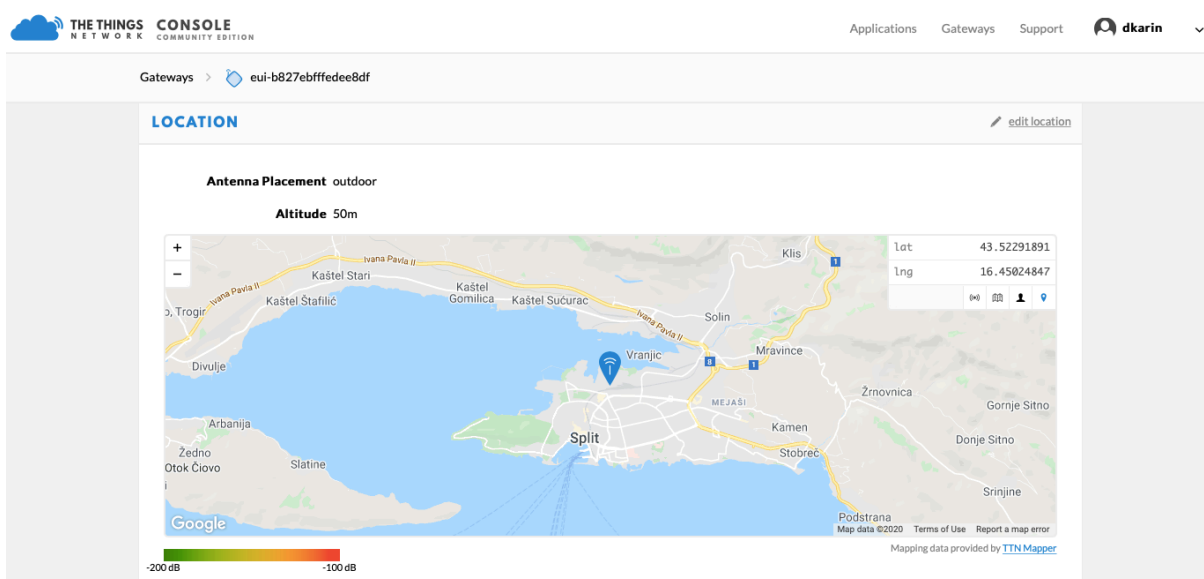 THE THINGS NETWORK CONSOLE COMMUNITY EDITION
Applications Gateways Support dkarin
Gateways > eui-b827ebfffedee8df
LOCATION
edit location
Antenna Placement outdoor
Altitude 50m
+
−
lat 43.52291891
lng 16.45024847
Klis
1
Ivana Pavla II
Kaštel Stari
Kaštel Gomilica
Ivana Pavla II
Kaštel Štafilić
Kaštel Sućurac
o, Trogir
Ivana Pavla II
Solin
Vranjic
Mravince
8
1
Divulje
Žrnovnica
MEJAŠI
Gornje Sitno
Arbanija
Kamen
Split
Donje Sitno
Žedno
Stobreč
Otok Čiovo
Slatine
Srinjine
Podstrana
Google
Map data ©2020 Terms of Use Report a map error
Mapping data provided by TTN Mapper
-200 dB -100 dB